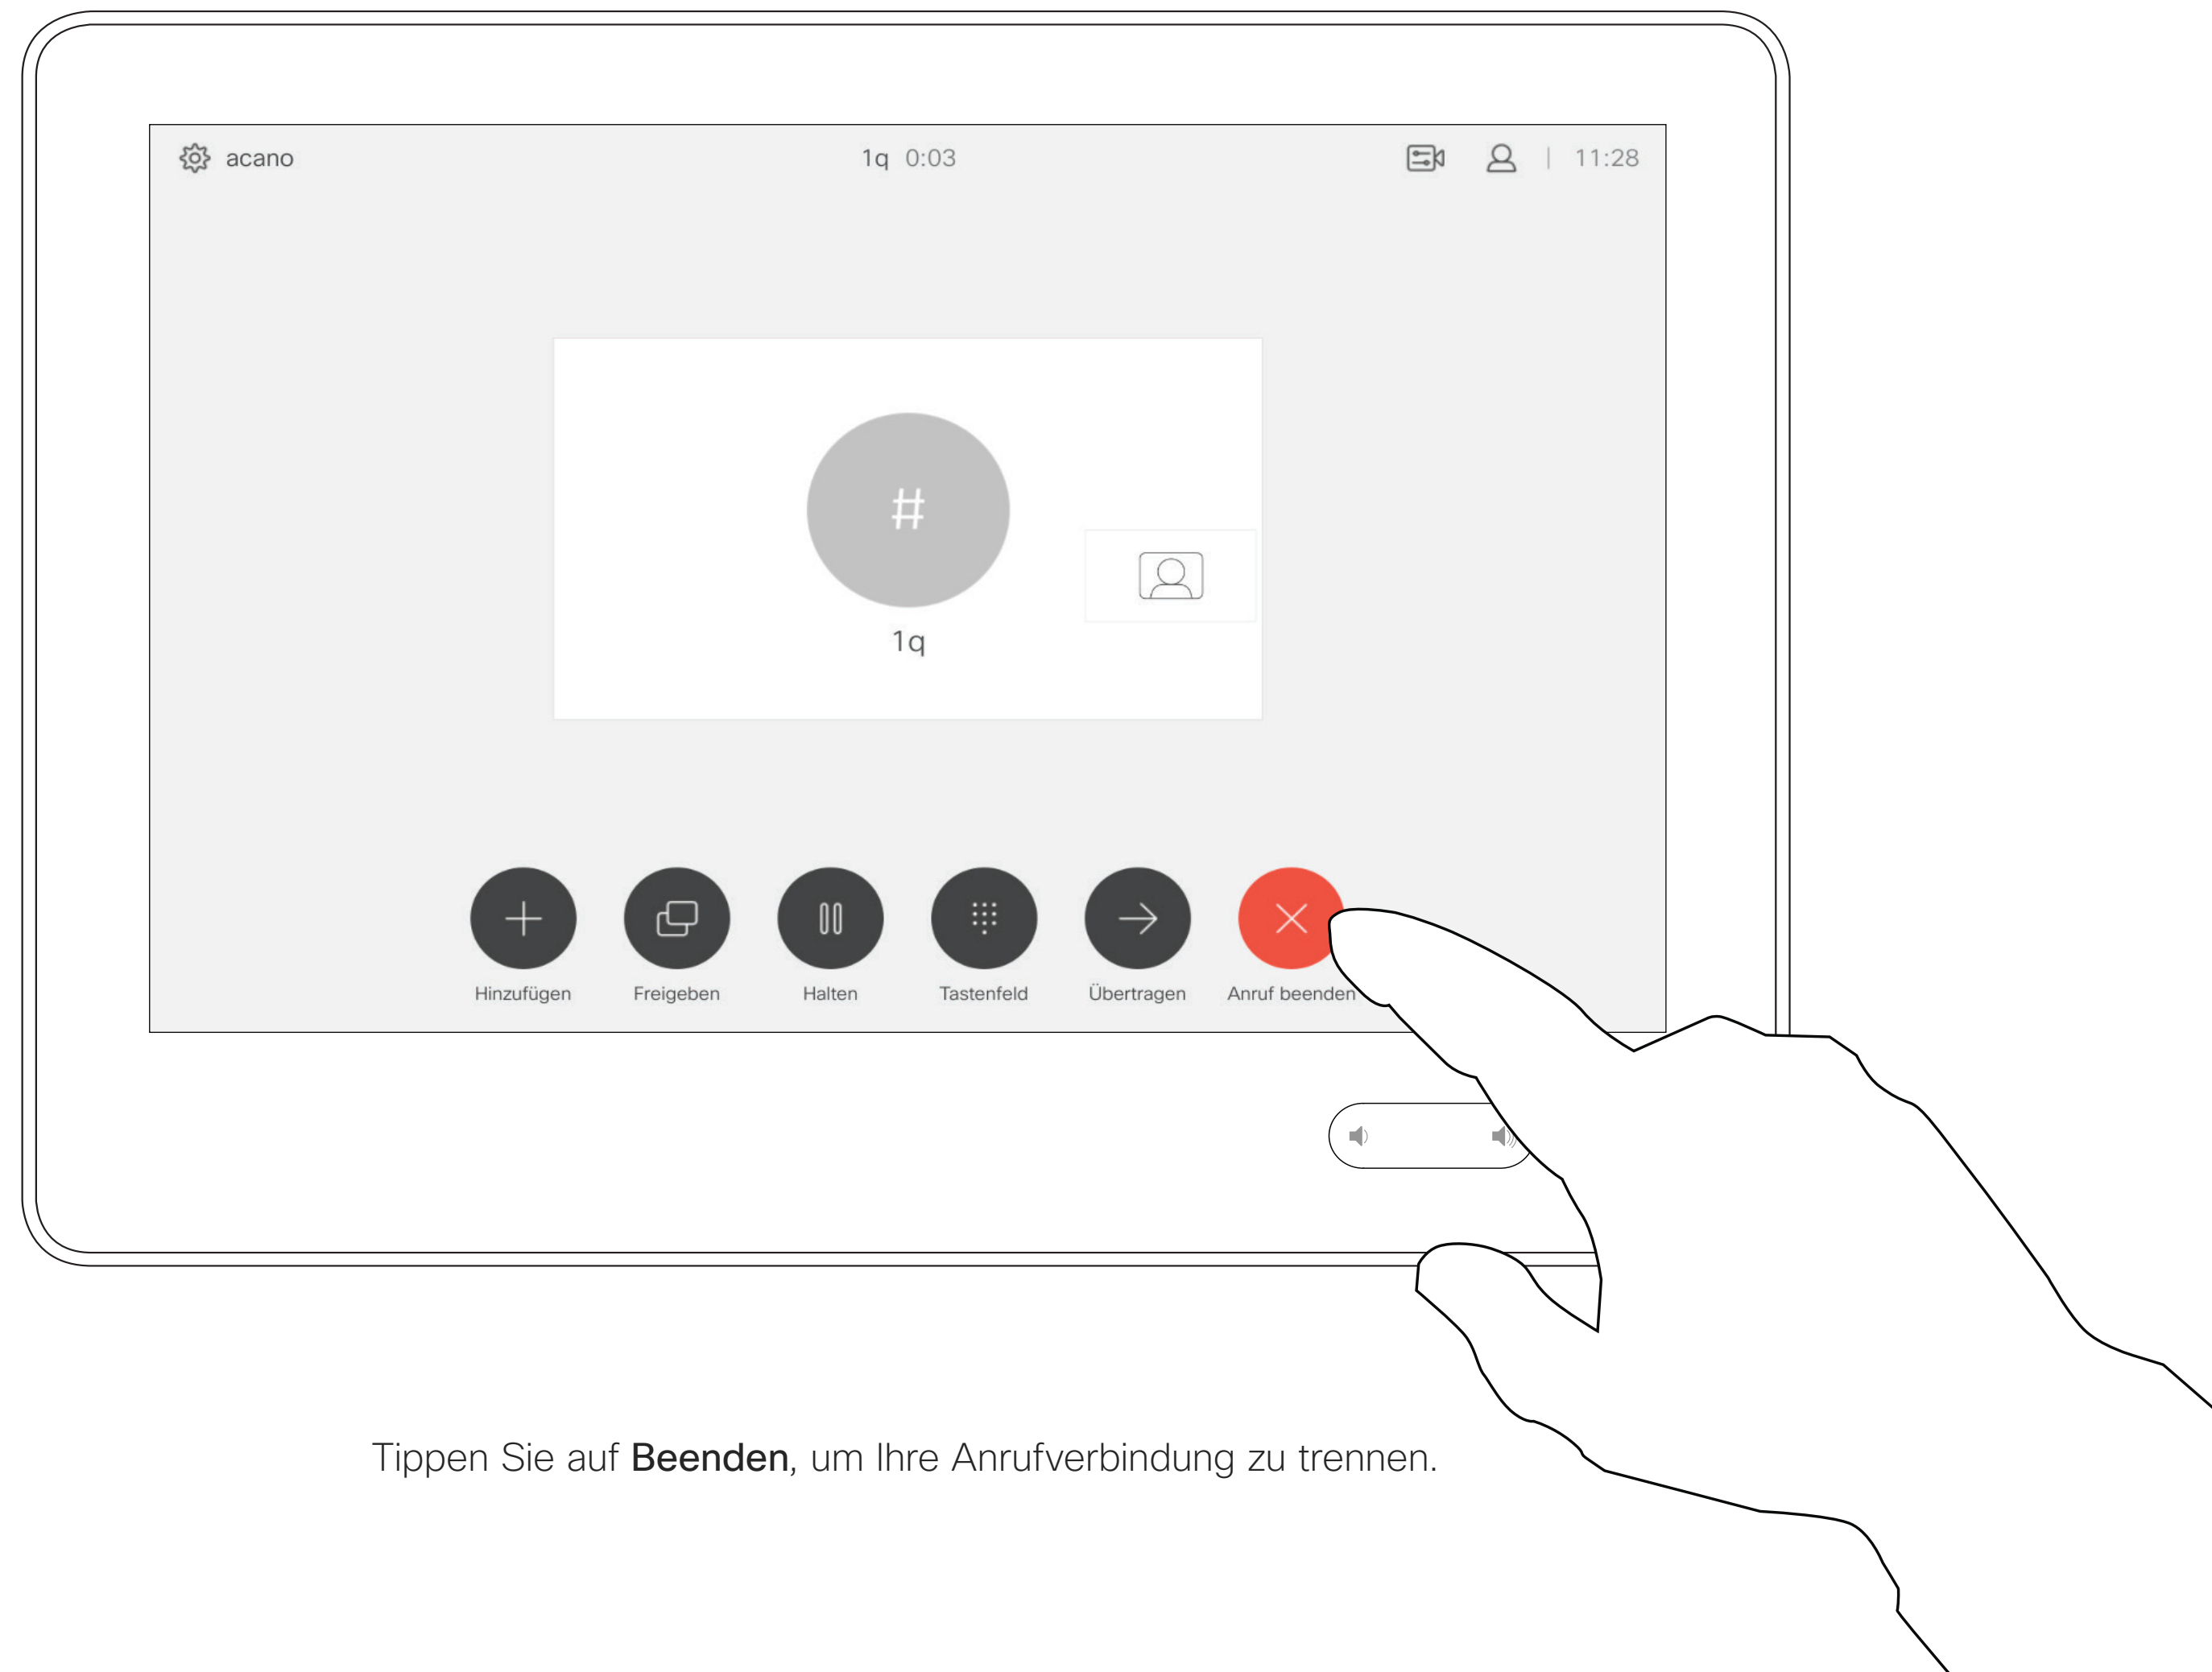 acano
1q 0:03
11:28
#
1q
Hinzufügen
Freigeben
Halten
Tastenfeld
Übertragen
Anruf beenden
Tippen Sie auf Beenden, um Ihre Anrufverbindung zu trennen.